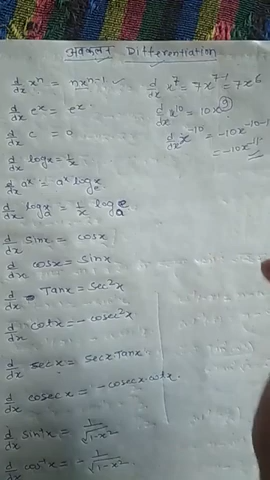 अवकलन Differentiation
d/dx xⁿ = nxⁿ⁻¹ ✓ d/dx x⁷ = 7x⁷⁻¹ = 7x⁶
d/dx eˣ = eˣ d/dx x¹⁰ = 10x⁹
d/dx c = 0 d/dx x⁻¹⁰ = -10x⁻¹⁰⁻¹
= -10x⁻¹¹
d/dx logx = 1/x
d/dx aˣ = aˣ logₑ
d/dx logₐx = 1/x logₐe
d/dx sinx = cosx
d/dx cosx = sinx
d/dx Tanx = sec²x
d/dx cotx = -cosec²x
d/dx secx = secx Tanx
d/dx cosecx = -cosecx.cotx.
d/dx sin⁻¹x = 1/√1-x²
d/dx cos⁻¹x = -1/√1-x²